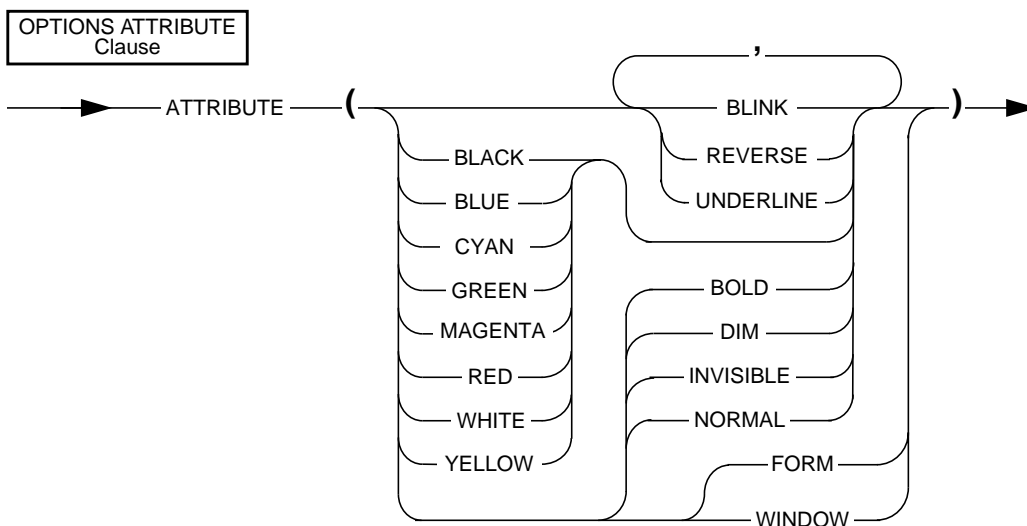 OPTIONS ATTRIBUTE
Clause
,
ATTRIBUTE ( BLINK )
BLACK REVERSE
BLUE UNDERLINE
CYAN
GREEN BOLD
MAGENTA DIM
RED INVISIBLE
WHITE NORMAL
YELLOW FORM
WINDOW